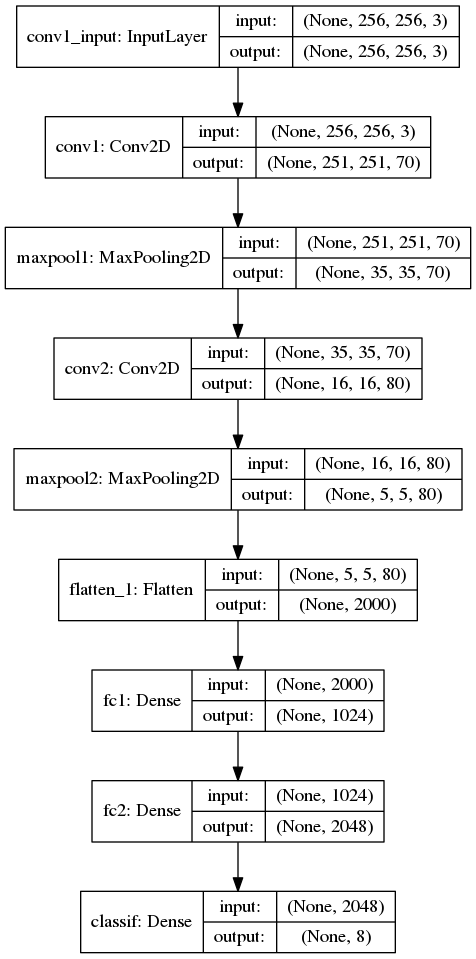 conv1_input: InputLayer
input: (None, 256, 256, 3)
output: (None, 256, 256, 3)
conv1: Conv2D
input: (None, 256, 256, 3)
output: (None, 251, 251, 70)
maxpool1: MaxPooling2D
input: (None, 251, 251, 70)
output: (None, 35, 35, 70)
conv2: Conv2D
input: (None, 35, 35, 70)
output: (None, 16, 16, 80)
maxpool2: MaxPooling2D
input: (None, 16, 16, 80)
output: (None, 5, 5, 80)
flatten_1: Flatten
input: (None, 5, 5, 80)
output: (None, 2000)
fc1: Dense
input: (None, 2000)
output: (None, 1024)
fc2: Dense
input: (None, 1024)
output: (None, 2048)
classif: Dense
input: (None, 2048)
output: (None, 8)